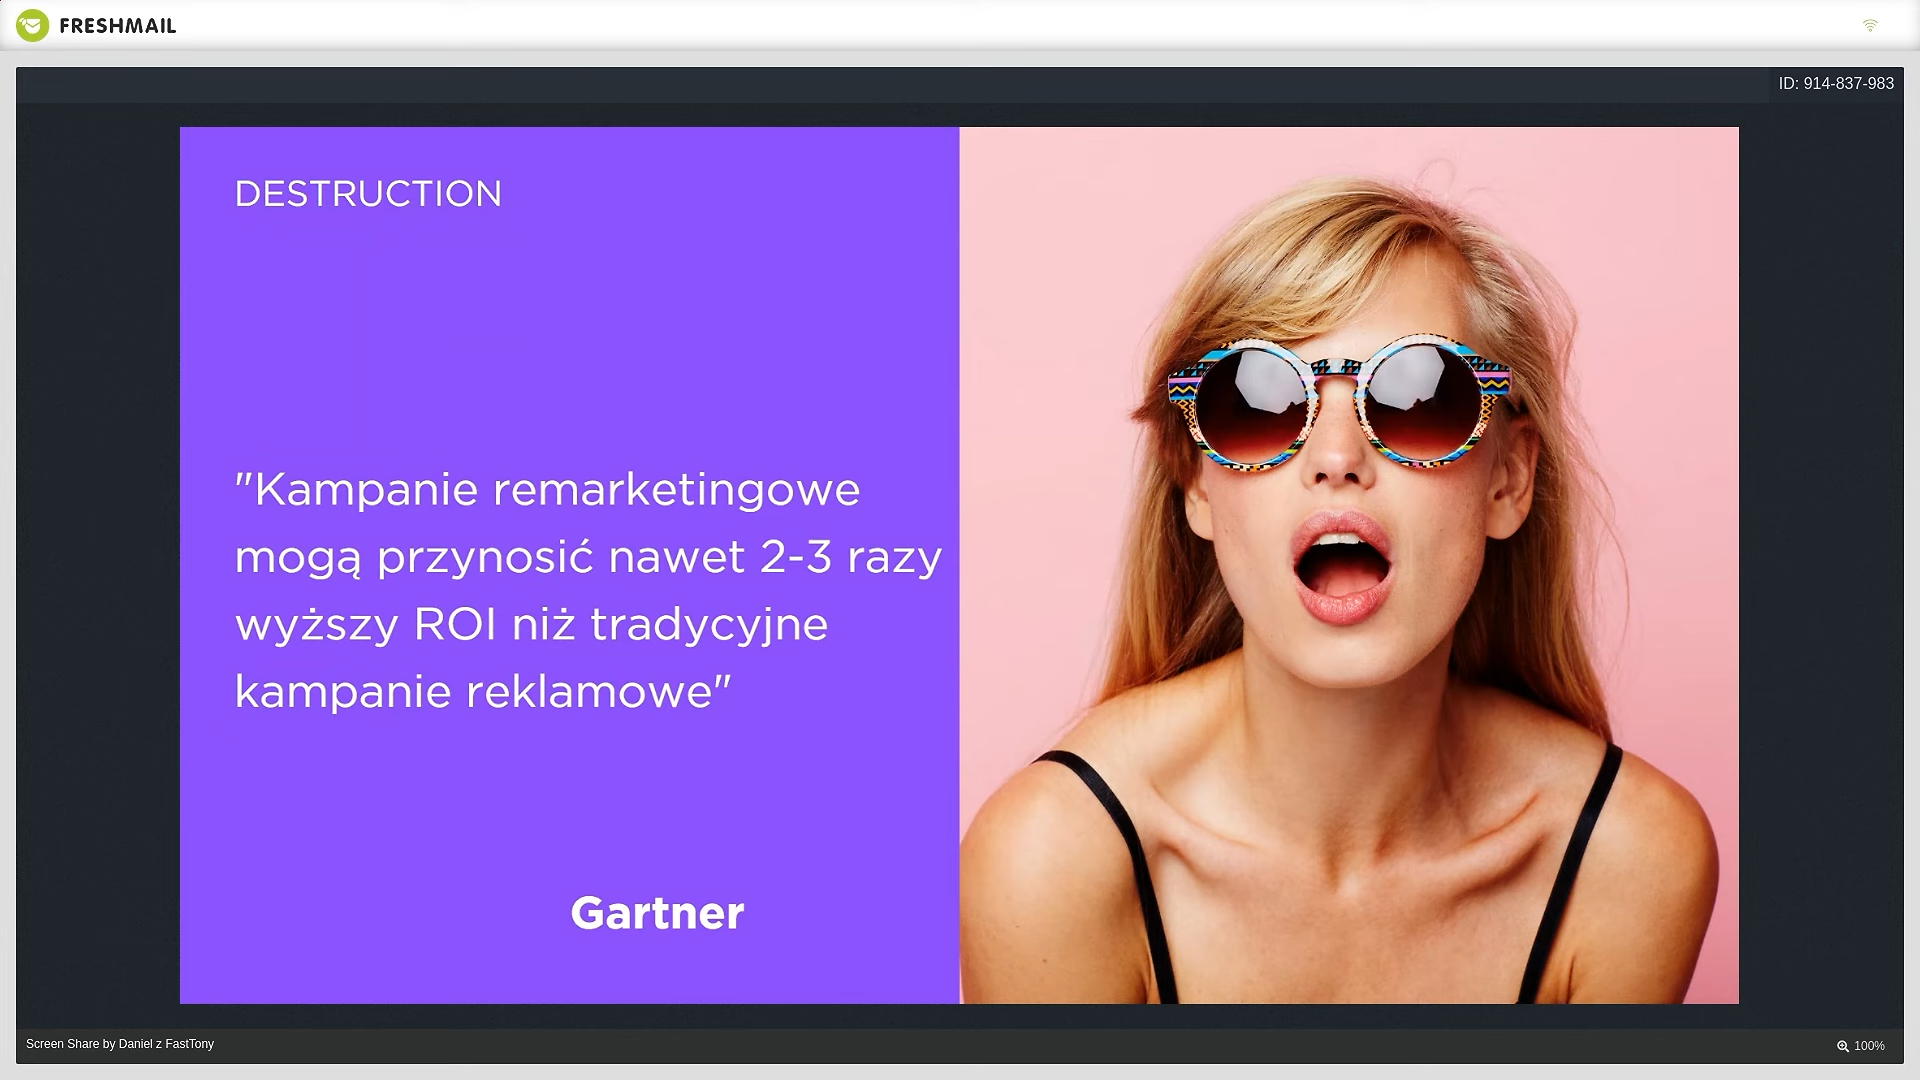 FRESHMAIL
ID: 914-837-983
DESTRUCTION
"Kampanie remarketingowe
mogą przynosić nawet 2-3 razy
wyższy ROI niż tradycyjne
kampanie reklamowe"
Gartner
Screen Share by Daniel z FastTony
100%